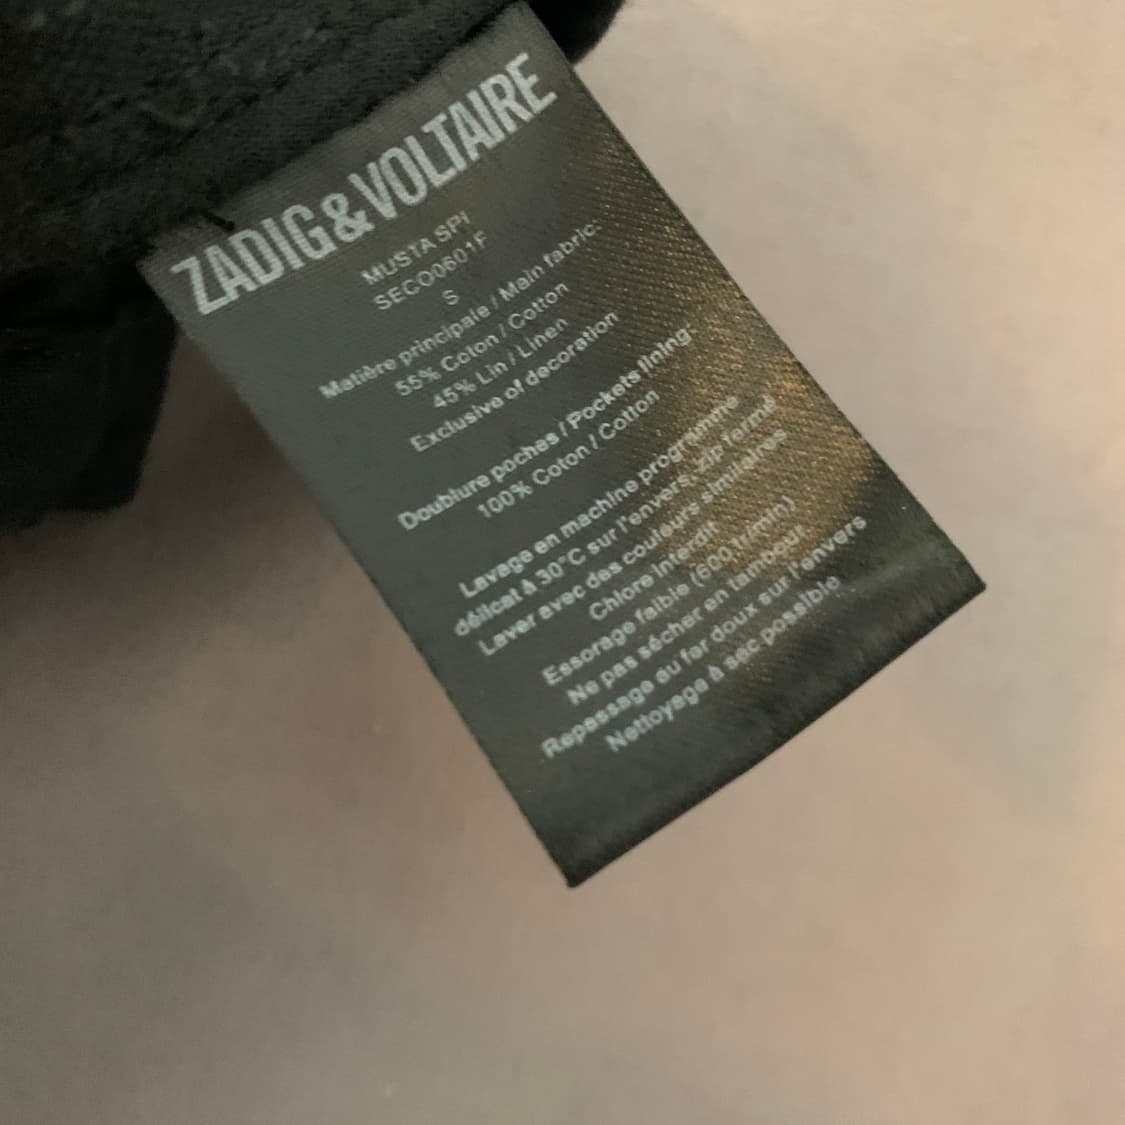 ZADIG&VOLTAIRE
MUSTA SPI
SECO0601F
S
Matière principale / Main fabric:
55% Coton / Cotton
45% Lin / Linen
Exclusive of decoration
Doublure poches / Pockets lining:
100% Coton / Cotton
Lavage en machine programme
délicat à 30°C sur l'envers, zip fermé
Laver avec des couleurs similaires
Chlore interdit
Essorage faible (600 tr/min)
Ne pas sécher en tambour
Repassage au fer doux sur l'envers
Nettoyage à sec possible